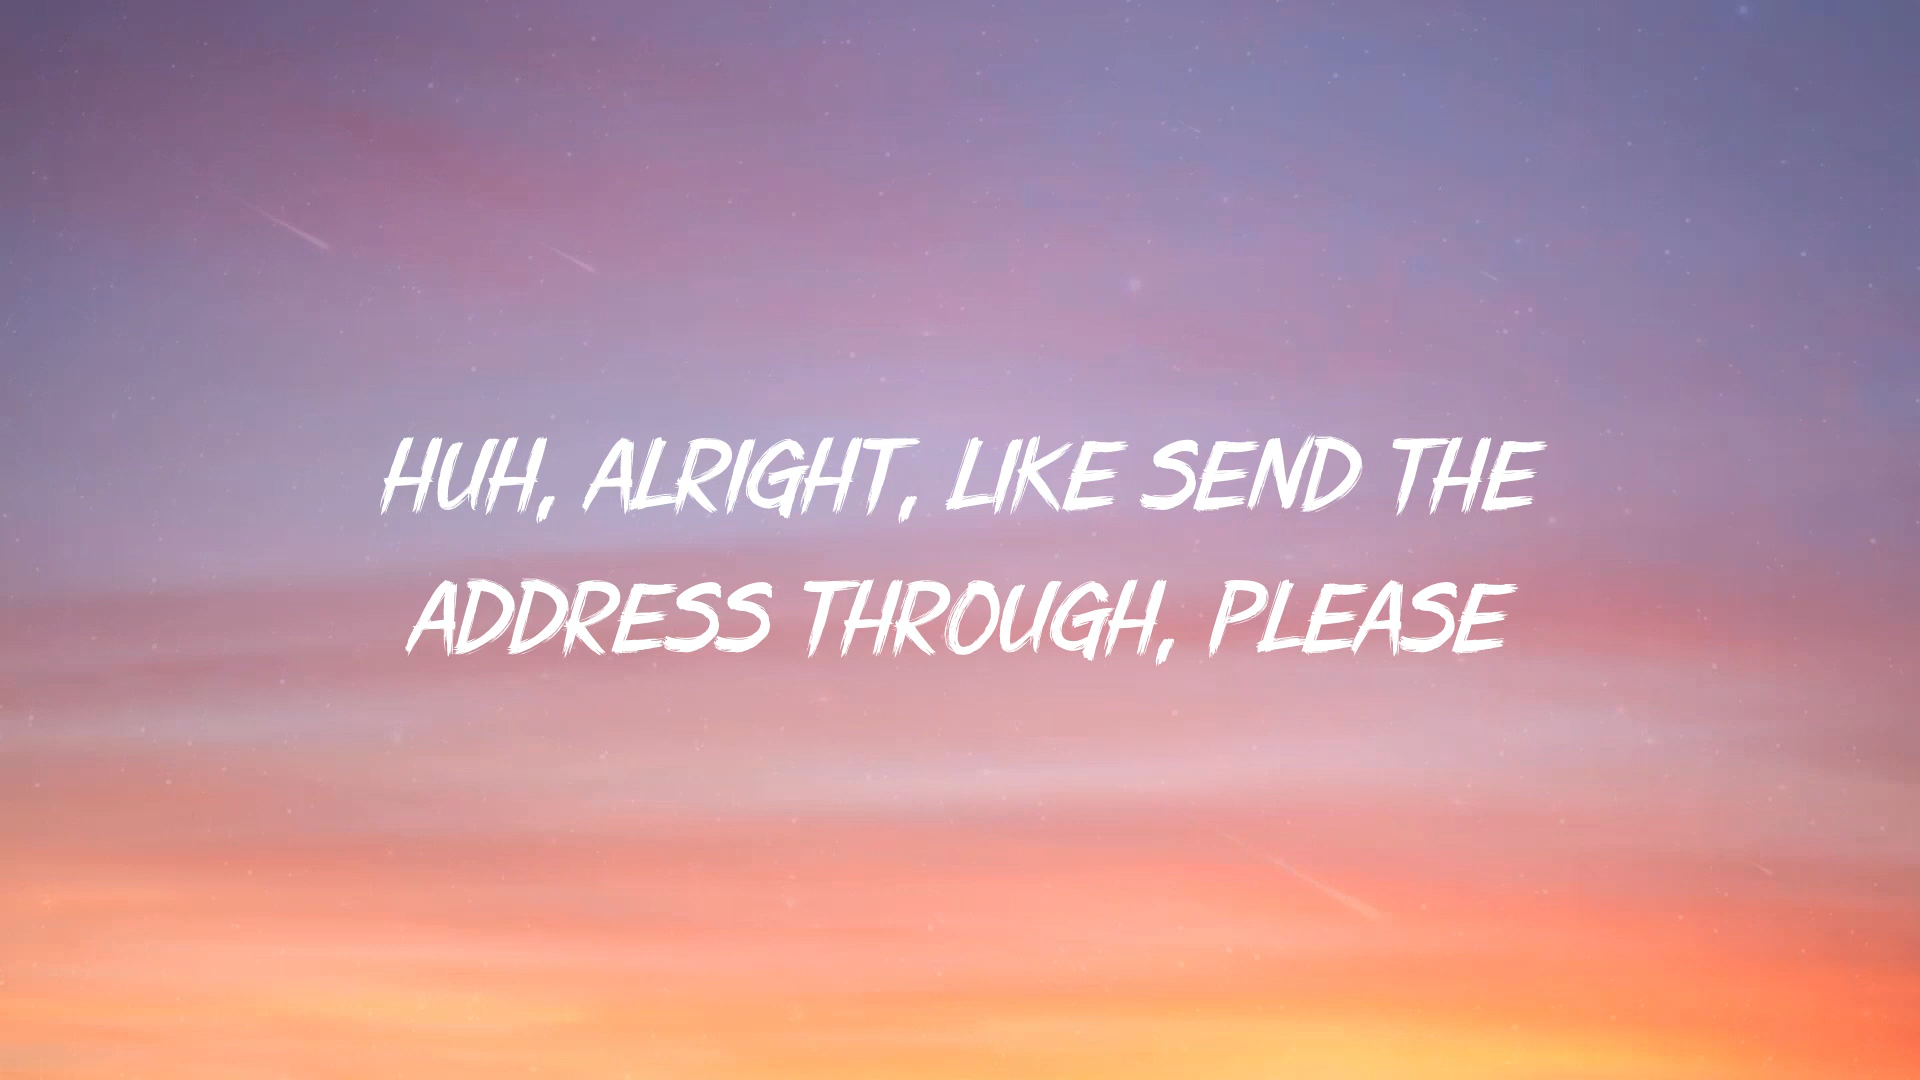 HUH, ALRIGHT, LIKE SEND THE
ADDRESS THROUGH, PLEASE